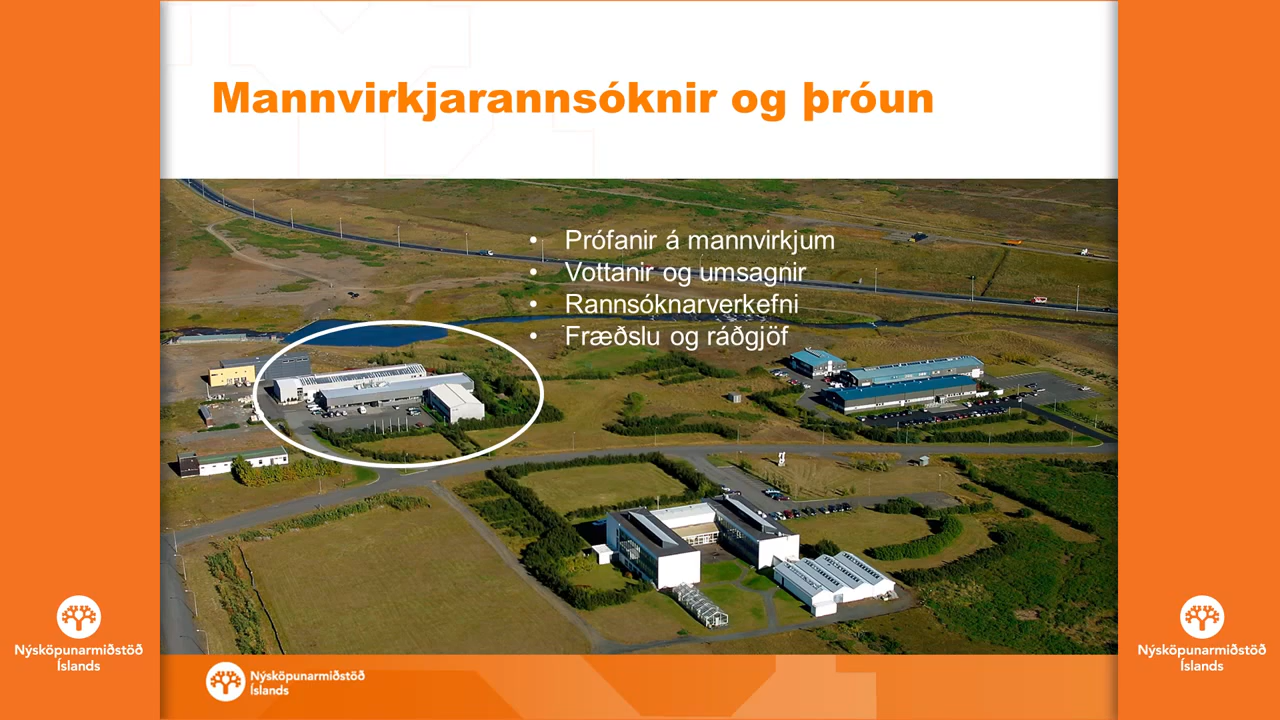 Mannvirkjarannsóknir og þróun
• Prófanir á mannvirkjum
• Vottanir og umsagnir
• Rannsóknarverkefni
• Fræðslu og ráðgjöf
Nýsköpunarmiðstöð
Íslands
Nýsköpunarmiðstöð
Íslands
Nýsköpunarmiðstöð
Íslands